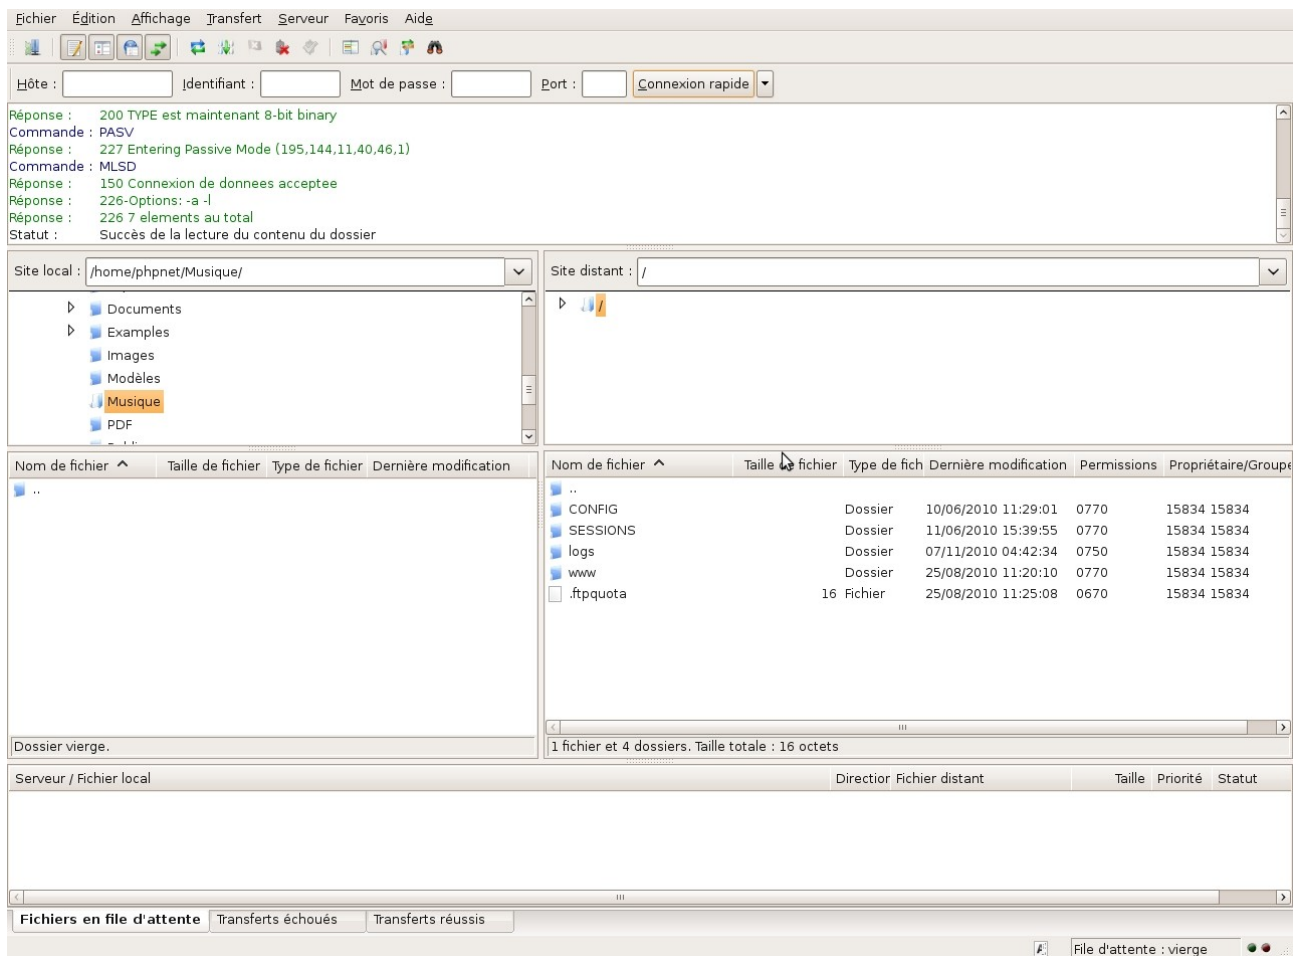 Fichier Édition Affichage Transfert Serveur Favoris Aide
Hôte : Identifiant : Mot de passe : Port : Connexion rapide
Réponse : 200 TYPE est maintenant 8-bit binary
Commande : PASV
Réponse : 227 Entering Passive Mode (195,144,11,40,46,1)
Commande : MLSD
Réponse : 150 Connexion de donnees acceptee
Réponse : 226-Options: -a -l
Réponse : 226 7 elements au total
Statut : Succès de la lecture du contenu du dossier
Site local : /home/phpnet/Musique/
Documents
Examples
Images
Modèles
Musique
PDF
Site distant : /
/
Nom de fichier Taille de fichier Type de fichier Dernière modification
..
Dossier vierge.
Nom de fichier Taille de fichier Type de fich Dernière modification Permissions Propriétaire/Groupe
..
CONFIG Dossier 10/06/2010 11:29:01 0770 15834 15834
SESSIONS Dossier 11/06/2010 15:39:55 0770 15834 15834
logs Dossier 07/11/2010 04:42:34 0750 15834 15834
www Dossier 25/08/2010 11:20:10 0770 15834 15834
.ftpquota 16 Fichier 25/08/2010 11:25:08 0670 15834 15834
1 fichier et 4 dossiers. Taille totale : 16 octets
Serveur / Fichier local Direction Fichier distant Taille Priorité Statut
Fichiers en file d'attente Transferts échoués Transferts réussis
File d'attente : vierge